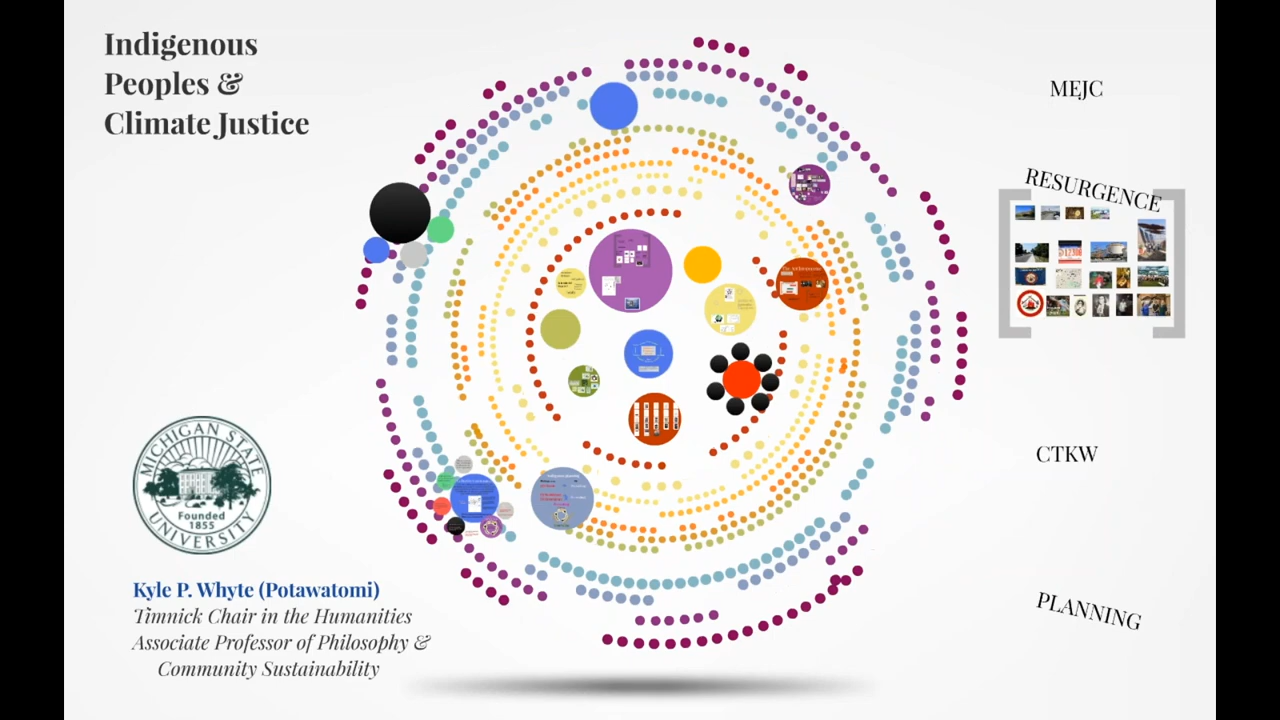 Indigenous
Peoples &
Climate Justice
MEJC
RESURGENCE
CTKW
PLANNING
MICHIGAN STATE
UNIVERSITY
Founded
1855
Kyle P. Whyte (Potawatomi)
Timnick Chair in the Humanities
Associate Professor of Philosophy &
Community Sustainability